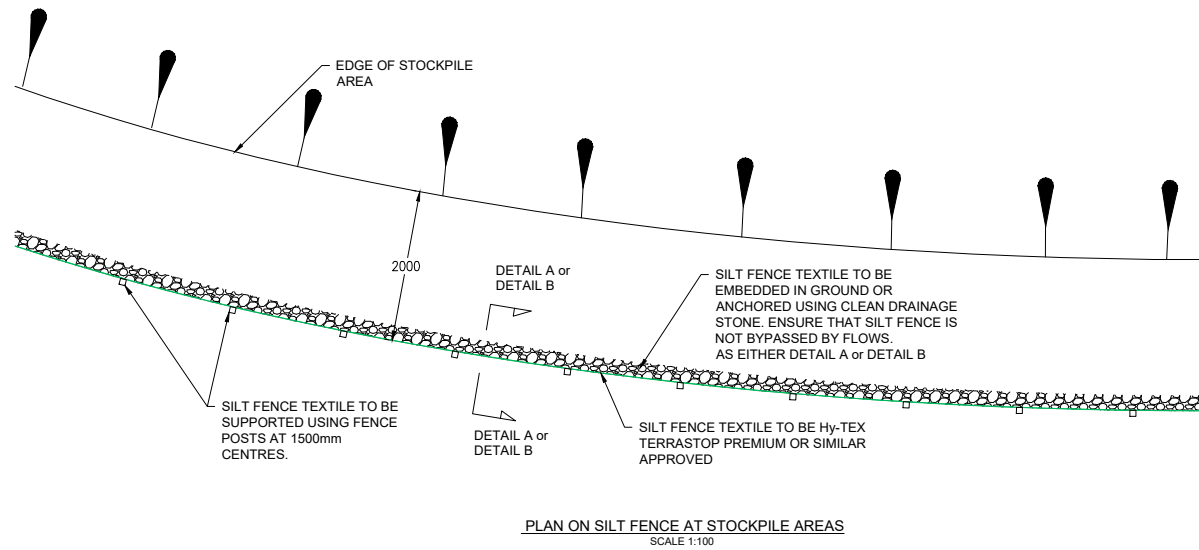 EDGE OF STOCKPILE
AREA
2000
DETAIL A or
DETAIL B
SILT FENCE TEXTILE TO BE
EMBEDDED IN GROUND OR
ANCHORED USING CLEAN DRAINAGE
STONE. ENSURE THAT SILT FENCE IS
NOT BYPASSED BY FLOWS.
AS EITHER DETAIL A or DETAIL B
SILT FENCE TEXTILE TO BE
SUPPORTED USING FENCE
POSTS AT 1500mm
CENTRES.
DETAIL A or
DETAIL B
SILT FENCE TEXTILE TO BE Hy-TEX
TERRASTOP PREMIUM OR SIMILAR
APPROVED
PLAN ON SILT FENCE AT STOCKPILE AREAS
SCALE 1:100